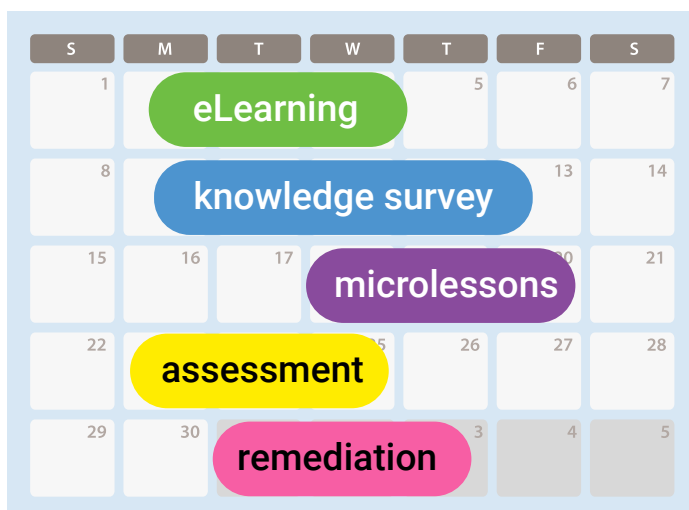 S M T W T F S
1 5 6 7
eLearning
8 13 14
knowledge survey
15 16 17 21
microlessons
22 26 27 28
assessment
29 30 3 4 5
remediation